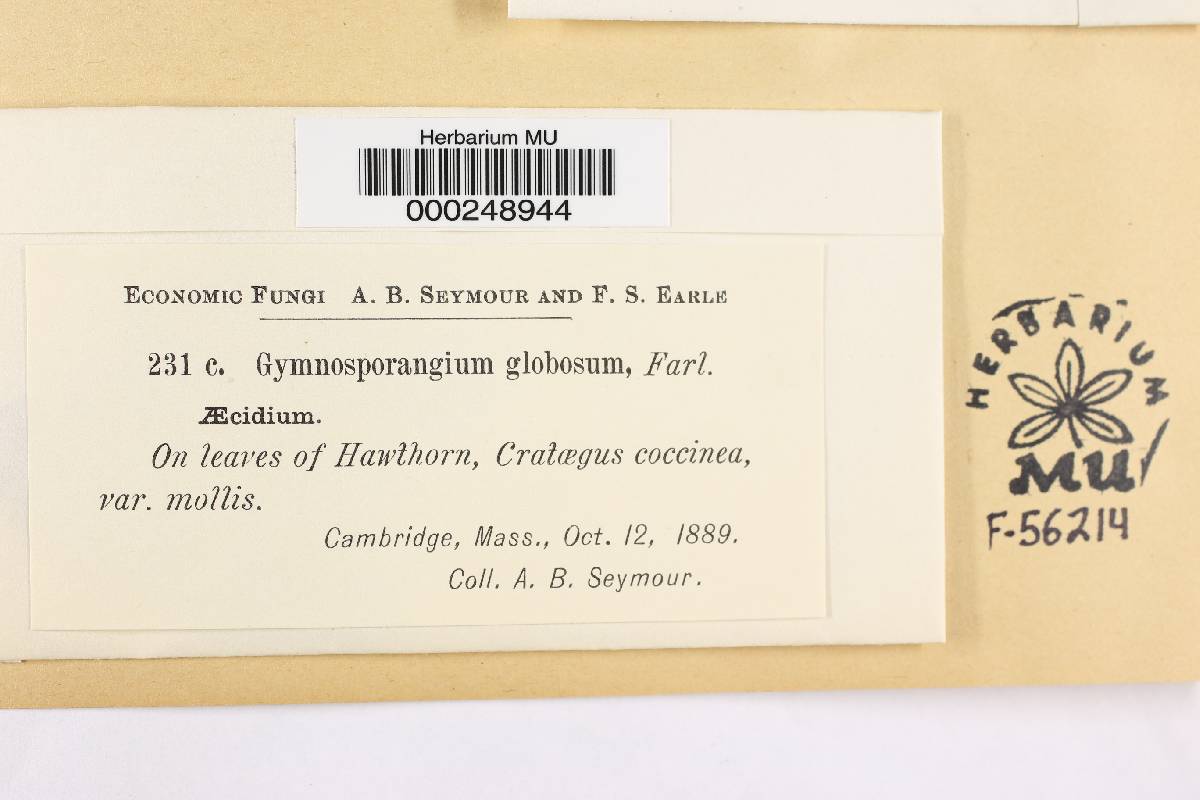 Herbarium MU
000248944
ECONOMIC FUNGI A. B. SEYMOUR AND F. S. EARLE
231 c. Gymnosporangium globosum, Farl.
Æcidium.
On leaves of Hawthorn, Cratægus coccinea,
var. mollis.
Cambridge, Mass., Oct. 12, 1889.
Coll. A. B. Seymour.
HERBARIUM
MU
F-56214